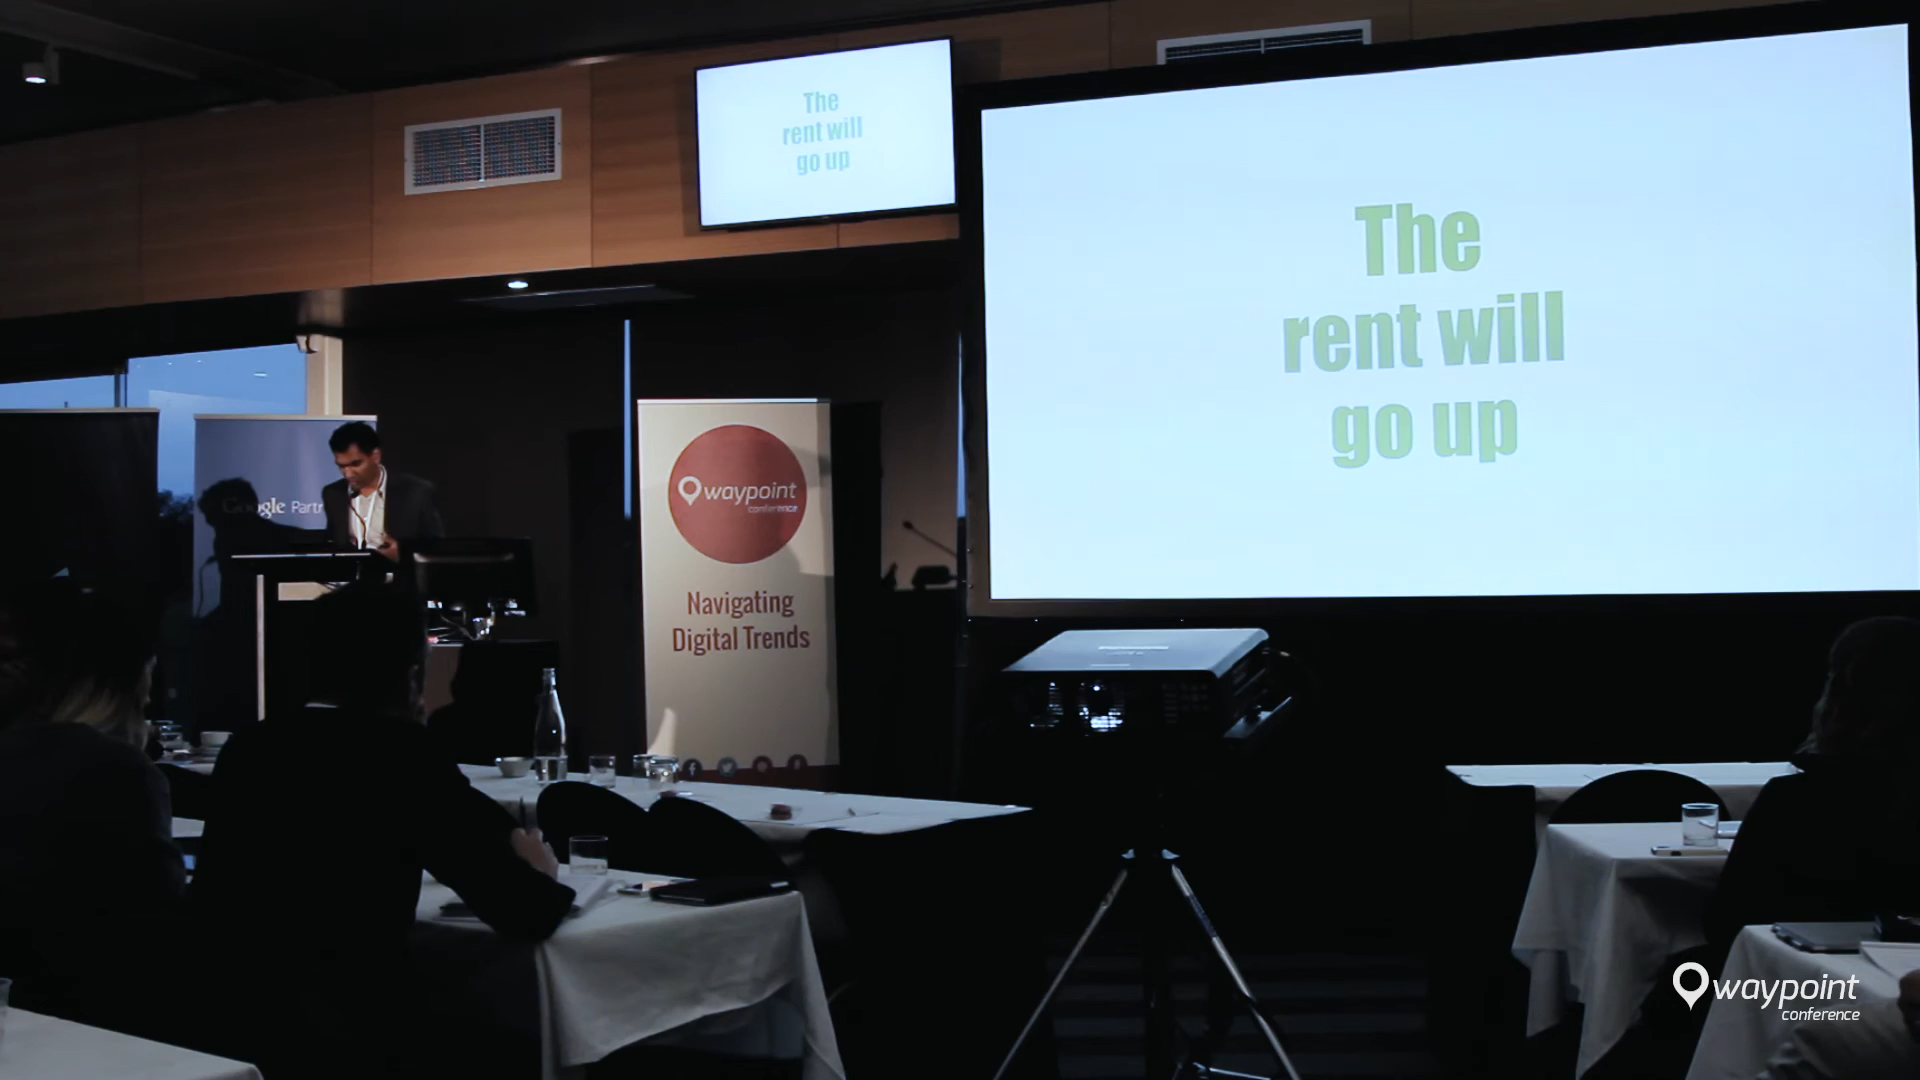 The
rent will
go up
The
rent will
go up
Google Partn
waypoint
conference
Navigating
Digital Trends
waypoint
conference